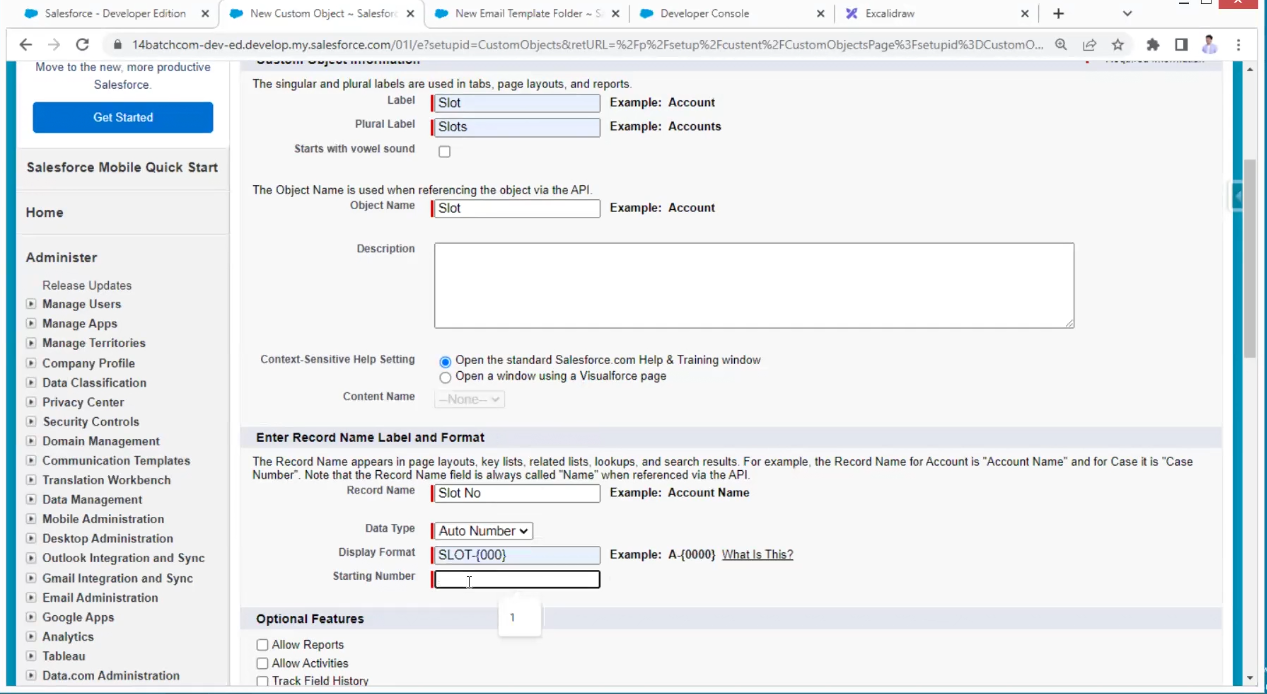 Salesforce - Developer Edition
New Custom Object ~ Salesforc
New Email Template Folder ~ S
Developer Console
Excalidraw
14batchcom-dev-ed.develop.my.salesforce.com/01I/e?setupid=CustomObjects&retURL=%2Fp%2Fsetup%2Fcustent%2FCustomObjectsPage%3Fsetupid%3DCustomO...
Move to the new, more productive
Salesforce.
Get Started
Salesforce Mobile Quick Start
Home
Administer
Release Updates
Manage Users
Manage Apps
Manage Territories
Company Profile
Data Classification
Privacy Center
Security Controls
Domain Management
Communication Templates
Translation Workbench
Data Management
Mobile Administration
Desktop Administration
Outlook Integration and Sync
Gmail Integration and Sync
Email Administration
Google Apps
Analytics
Tableau
Data.com Administration
Custom Object Information
Required Information
The singular and plural labels are used in tabs, page layouts, and reports.
Label Slot Example: Account
Plural Label Slots Example: Accounts
Starts with vowel sound
The Object Name is used when referencing the object via the API.
Object Name Slot Example: Account
Description
Context-Sensitive Help Setting Open the standard Salesforce.com Help & Training window
Open a window using a Visualforce page
Content Name --None--
Enter Record Name Label and Format
The Record Name appears in page layouts, key lists, related lists, lookups, and search results. For example, the Record Name for Account is "Account Name" and for Case it is "Case
Number". Note that the Record Name field is always called "Name" when referenced via the API.
Record Name Slot No Example: Account Name
Data Type Auto Number
Display Format SLOT-{000} Example: A-{0000} What Is This?
Starting Number
1
Optional Features
Allow Reports
Allow Activities
Track Field History